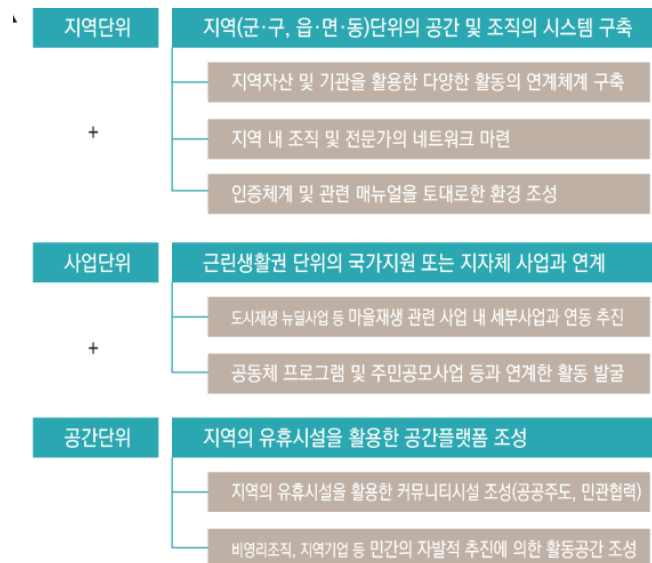 지역단위
지역(군·구, 읍·면·동)단위의 공간 및 조직의 시스템 구축
지역자산 및 기관을 활용한 다양한 활동의 연계체계 구축
+
지역 내 조직 및 전문가의 네트워크 마련
인증체계 및 관련 매뉴얼을 토대로한 환경 조성
사업단위
근린생활권 단위의 국가지원 또는 지자체 사업과 연계
도시재생 뉴딜사업 등 마을재생 관련 사업 내 세부사업과 연동 추진
+
공동체 프로그램 및 주민공모사업 등과 연계한 활동 발굴
공간단위
지역의 유휴시설을 활용한 공간플랫폼 조성
지역의 유휴시설을 활용한 커뮤니티시설 조성(공공주도, 민관협력)
비영리조직, 지역기업 등 민간의 자발적 추진에 의한 활동공간 조성